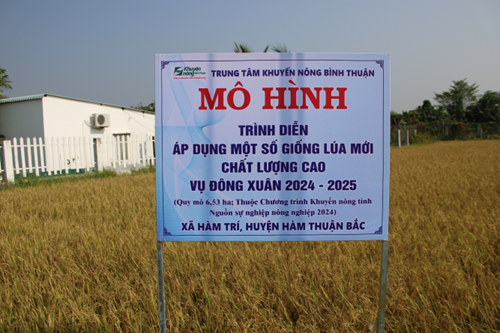 Khuyến nông
TRUNG TÂM KHUYẾN NÔNG BÌNH THUẬN
MÔ HÌNH
TRÌNH DIỄN
ÁP DỤNG MỘT SỐ GIỐNG LÚA MỚI
CHẤT LƯỢNG CAO
VỤ ĐÔNG XUÂN 2024 - 2025
(Quy mô 6,53 ha; Thuộc Chương trình Khuyến nông tỉnh
Nguồn sự nghiệp nông nghiệp 2024)
XÃ HÀM TRÍ, HUYỆN HÀM THUẬN BẮC